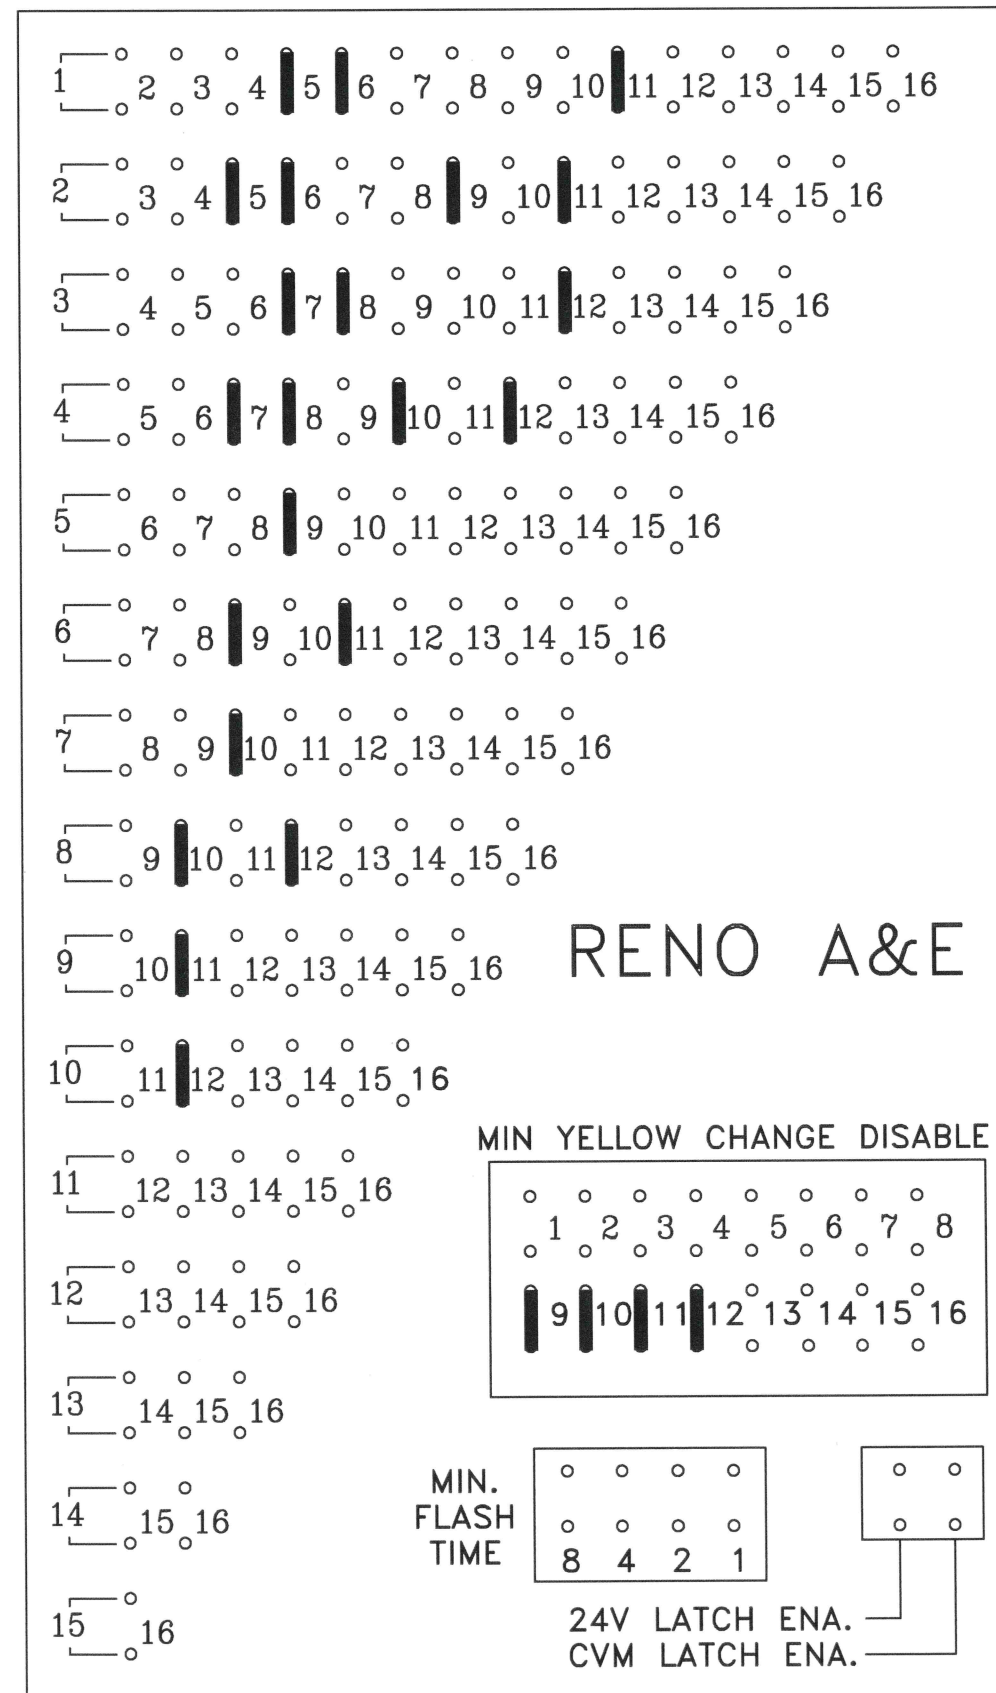 1 2 3 4 5 6 7 8 9 10 11 12 13 14 15 16
2 3 4 5 6 7 8 9 10 11 12 13 14 15 16
3 4 5 6 7 8 9 10 11 12 13 14 15 16
4 5 6 7 8 9 10 11 12 13 14 15 16
5 6 7 8 9 10 11 12 13 14 15 16
6 7 8 9 10 11 12 13 14 15 16
7 8 9 10 11 12 13 14 15 16
8 9 10 11 12 13 14 15 16
9 10 11 12 13 14 15 16
RENO A&E
10 11 12 13 14 15 16
11 12 13 14 15 16
12 13 14 15 16
13 14 15 16
14 15 16
15 16
MIN YELLOW CHANGE DISABLE
1 2 3 4 5 6 7 8
9 10 11 12 13 14 15 16
MIN.
FLASH
TIME
8 4 2 1
24V LATCH ENA.
CVM LATCH ENA.